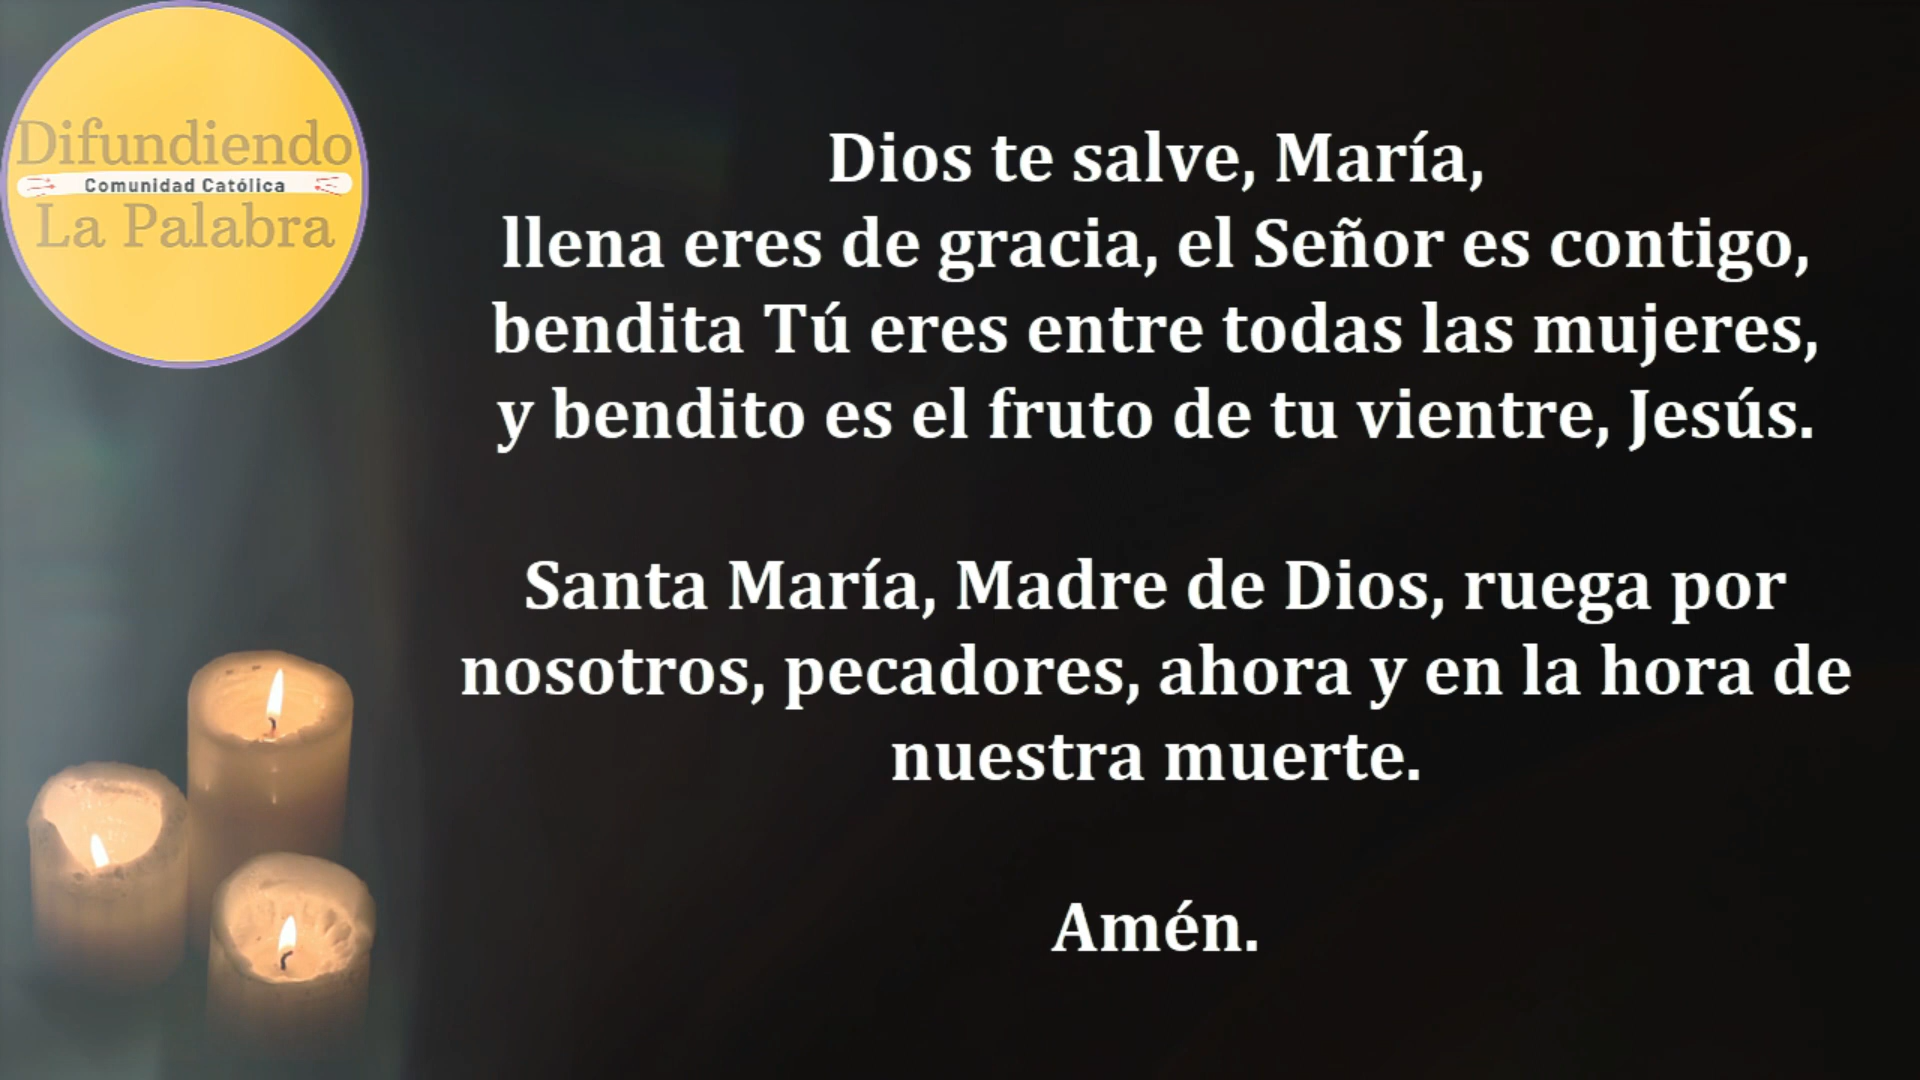 Difundiendo
Comunidad Católica
La Palabra
Dios te salve, María,
llena eres de gracia, el Señor es contigo,
bendita Tú eres entre todas las mujeres,
y bendito es el fruto de tu vientre, Jesús.
Santa María, Madre de Dios, ruega por
nosotros, pecadores, ahora y en la hora de
nuestra muerte.
Amén.